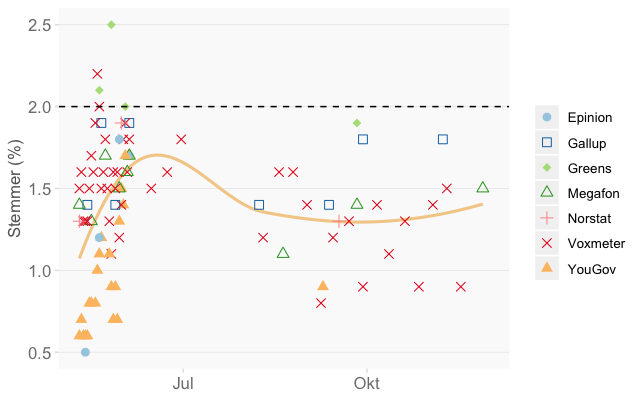 Stemmer (%)
2.5
2.0
1.5
1.0
0.5
Jul
Okt
Epinion
Gallup
Greens
Megafon
Norstat
Voxmeter
YouGov